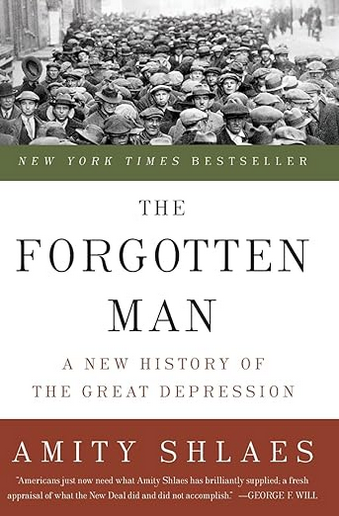 NEW YORK TIMES BESTSELLER
THE
FORGOTTEN
MAN
A NEW HISTORY OF
THE GREAT DEPRESSION
AMITY SHLAES
"Americans just now need what Amity Shlaes has brilliantly supplied; a fresh
appraisal of what the New Deal did and did not accomplish." —GEORGE F. WILL